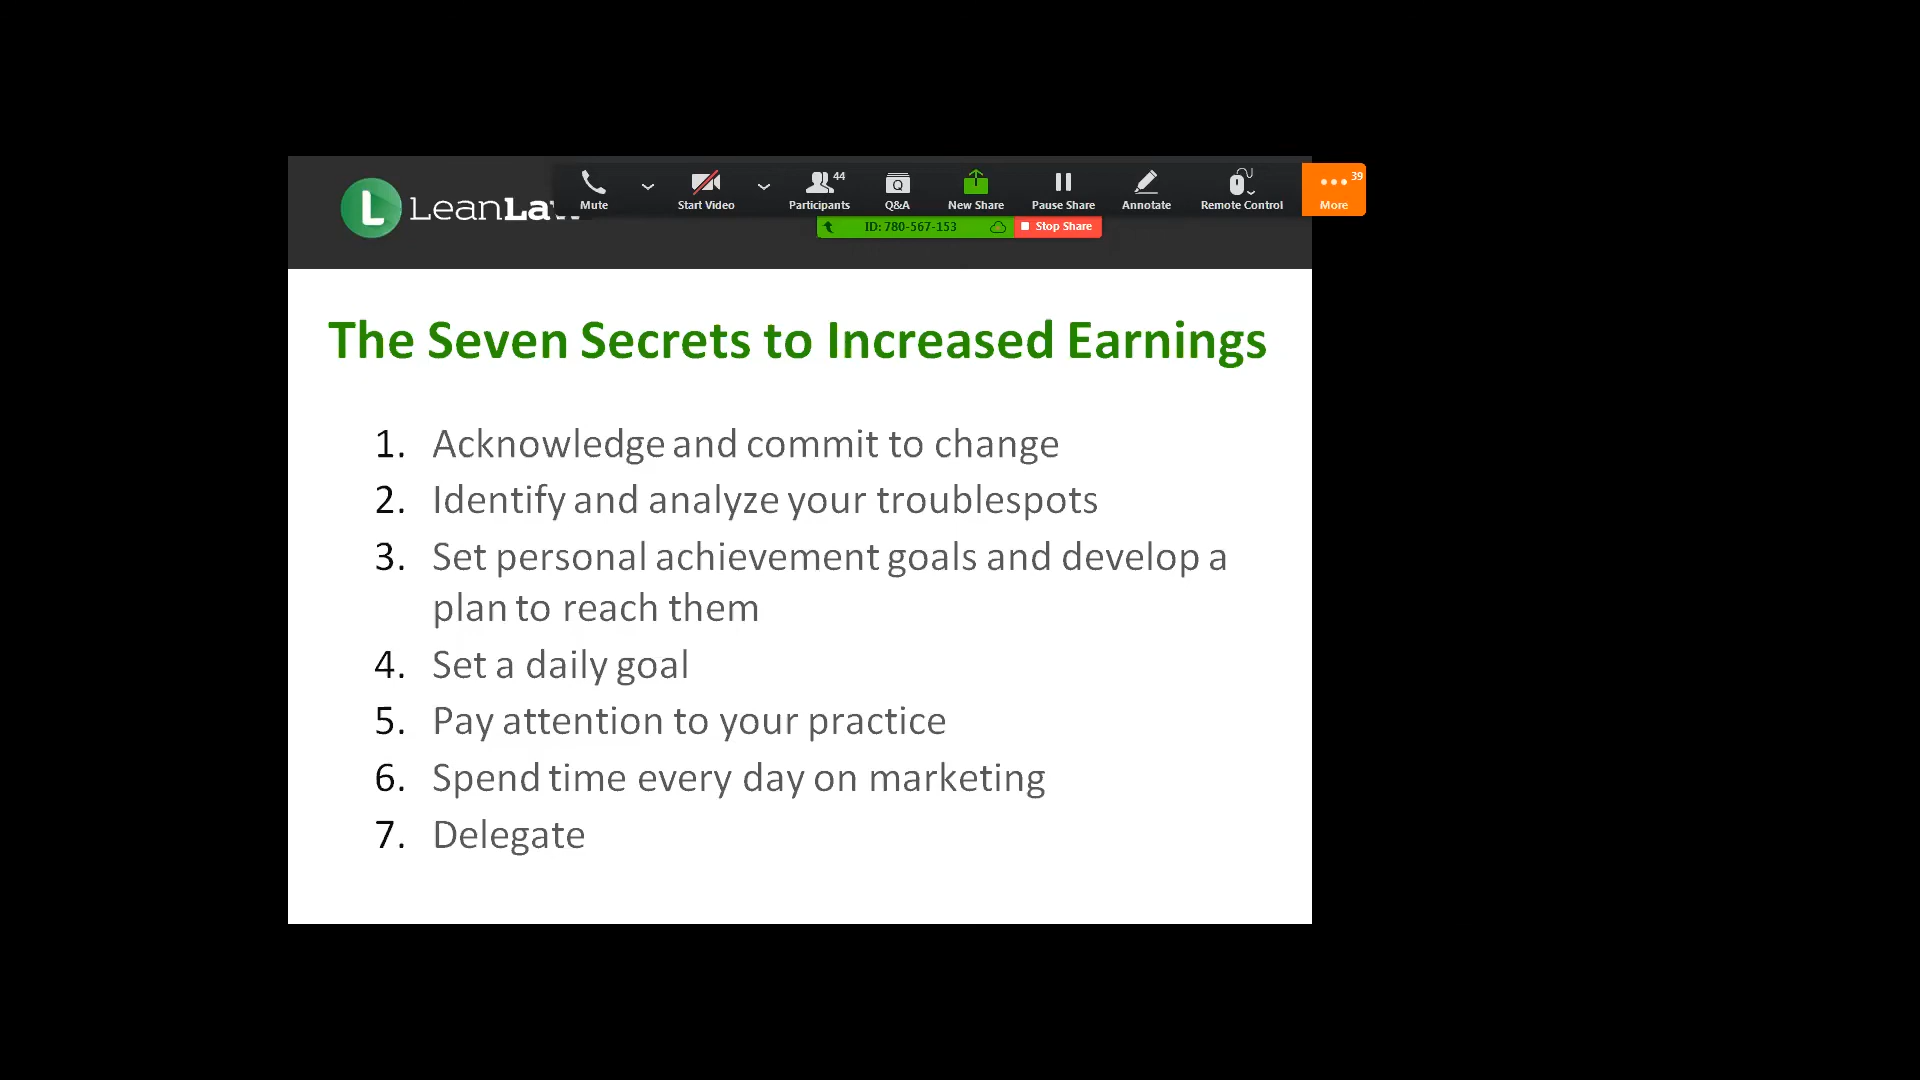 LeanLaw
Mute
Start Video
44
Participants
Q
Q&A
New Share
Pause Share
Annotate
Remote Control
39
More
ID: 780-567-153
Stop Share
The Seven Secrets to Increased Earnings
1. Acknowledge and commit to change
2. Identify and analyze your troublespots
3. Set personal achievement goals and develop a
plan to reach them
4. Set a daily goal
5. Pay attention to your practice
6. Spend time every day on marketing
7. Delegate